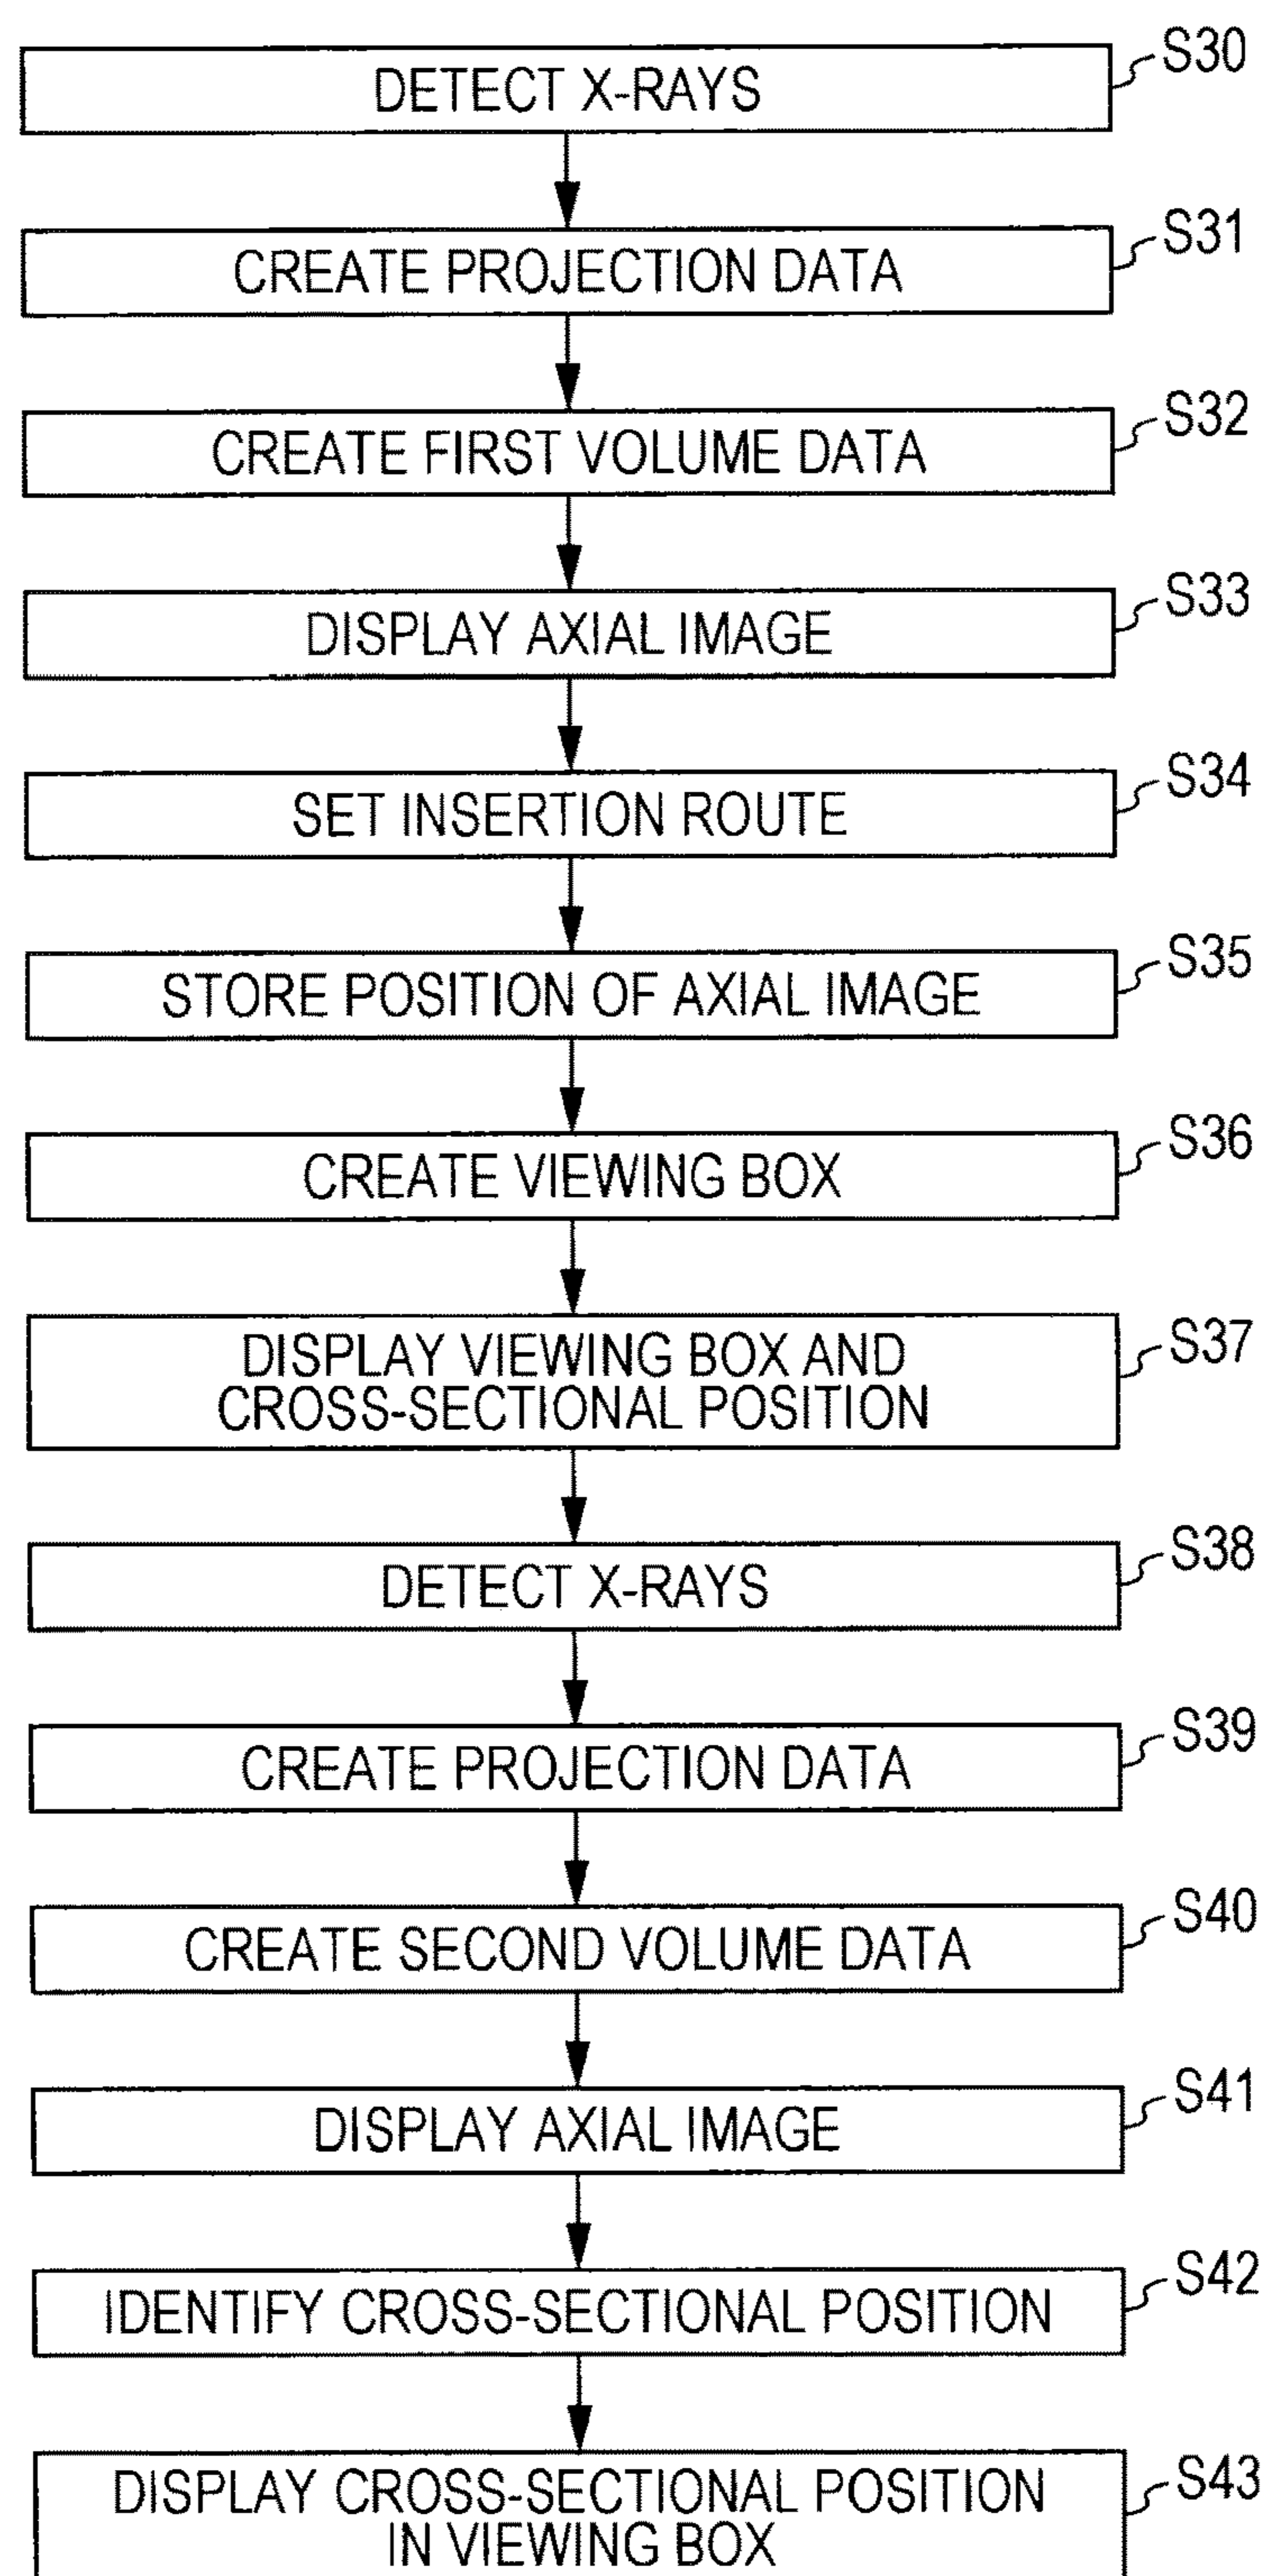 S30
DETECT X-RAYS
S31
CREATE PROJECTION DATA
S32
CREATE FIRST VOLUME DATA
S33
DISPLAY AXIAL IMAGE
S34
SET INSERTION ROUTE
S35
STORE POSITION OF AXIAL IMAGE
S36
CREATE VIEWING BOX
S37
DISPLAY VIEWING BOX AND
CROSS-SECTIONAL POSITION
S38
DETECT X-RAYS
S39
CREATE PROJECTION DATA
S40
CREATE SECOND VOLUME DATA
S41
DISPLAY AXIAL IMAGE
S42
IDENTIFY CROSS-SECTIONAL POSITION
S43
DISPLAY CROSS-SECTIONAL POSITION
IN VIEWING BOX